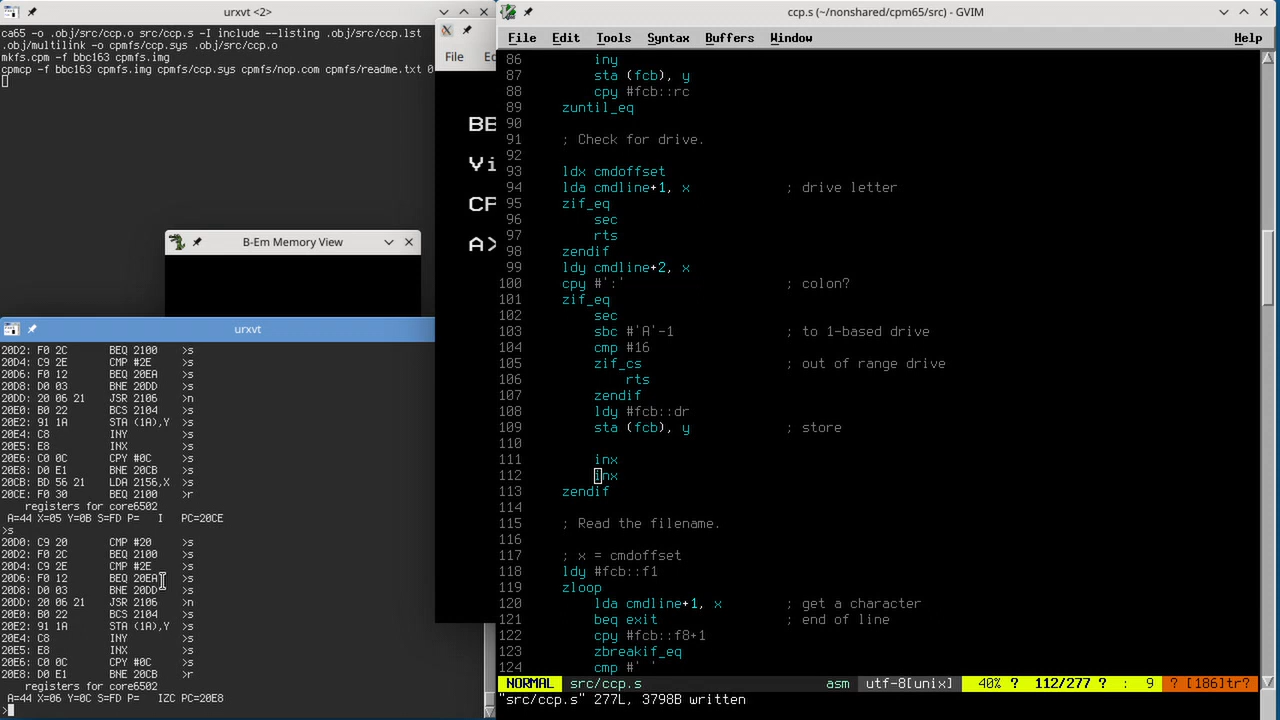 urxvt <2>
ca65 -o .obj/src/ccp.o src/ccp.s -I include --listing .obj/src/ccp.lst
.obj/multilink -o cpmfs/ccp.sys .obj/src/ccp.o
mkfs.cpm -f bbc163 cpmfs.img
cpmcp -f bbc163 cpmfs.img cpmfs/ccp.sys cpmfs/nop.com cpmfs/readme.txt 0
File Ed
BB
Vi
CP
A>
B-Em Memory View
urxvt
20D2: F0 2C BEQ 2100 >s
20D4: C9 2E CMP #2E >s
20D6: F0 12 BEQ 20EA >s
20D8: D0 03 BNE 20DD >s
20DD: 20 06 21 JSR 2106 >n
20E0: B0 22 BCS 2104 >s
20E2: 91 1A STA (1A),Y >s
20E4: C8 INY >s
20E5: E8 INX >s
20E6: C0 0C CPY #0C >s
20E8: D0 E1 BNE 20CB >s
20CB: BD 56 21 LDA 2156,X >s
20CE: F0 30 BEQ 2100 >r
registers for core6502
A=44 X=05 Y=0B S=FD P= I PC=20CE
>s
20D0: C9 20 CMP #20 >s
20D2: F0 2C BEQ 2100 >s
20D4: C9 2E CMP #2E >s
20D6: F0 12 BEQ 20EA >s
20D8: D0 03 BNE 20DD >s
20DD: 20 06 21 JSR 2106 >n
20E0: B0 22 BCS 2104 >s
20E2: 91 1A STA (1A),Y >s
20E4: C8 INY >s
20E5: E8 INX >s
20E6: C0 0C CPY #0C >s
20E8: D0 E1 BNE 20CB >r
registers for core6502
A=44 X=06 Y=0C S=FD P= IZC PC=20E8
>
ccp.s (~/nonshared/cpm65/src) - GVIM
File Edit Tools Syntax Buffers Window Help
86 iny
87 sta (fcb), y
88 cpy #fcb::rc
89 zuntil_eq
90
91 ; Check for drive.
92
93 ldx cmdoffset
94 lda cmdline+1, x ; drive letter
95 zif_eq
96 sec
97 rts
98 zendif
99 ldy cmdline+2, x
100 cpy #':' ; colon?
101 zif_eq
102 sec
103 sbc #'A'-1 ; to 1-based drive
104 cmp #16
105 zif_cs ; out of range drive
106 rts
107 zendif
108 ldy #fcb::dr
109 sta (fcb), y ; store
110
111 inx
112 inx
113 zendif
114
115 ; Read the filename.
116
117 ; x = cmdoffset
118 ldy #fcb::f1
119 zloop
120 lda cmdline+1, x ; get a character
121 beq exit ; end of line
122 cpy #fcb::f8+1
123 zbreakif_eq
124 cmp #' '
NORMAL src/ccp.s asm utf-8[unix] 40% ? 112/277 ? : 9 ? [186]tr?
"src/ccp.s" 277L, 3798B written